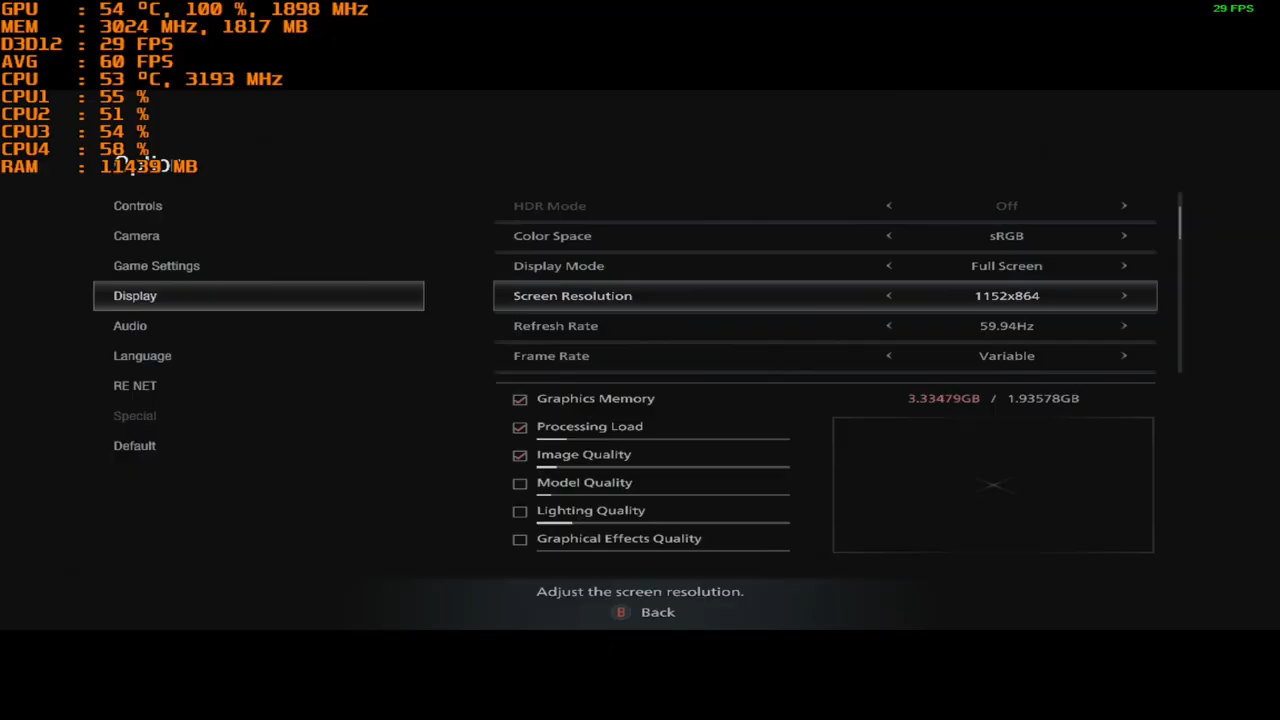 GPU : 54 ºC, 100 %, 1898 MHz
29 FPS
MEM : 3024 MHz, 1817 MB
D3D12 : 29 FPS
AVG : 60 FPS
CPU : 53 ºC, 3193 MHz
CPU1 : 55 %
CPU2 : 51 %
CPU3 : 54 %
CPU4 : 58 %
RAM : 11439 MB
Controls
Camera
Game Settings
Display
Audio
Language
RE NET
Special
Default
HDR Mode < Off >
Color Space < sRGB >
Display Mode < Full Screen >
Screen Resolution < 1152x864 >
Refresh Rate < 59.94Hz >
Frame Rate < Variable >
Graphics Memory 3.33479GB / 1.93578GB
Processing Load
Image Quality
Model Quality
Lighting Quality
Graphical Effects Quality
Adjust the screen resolution.
B Back